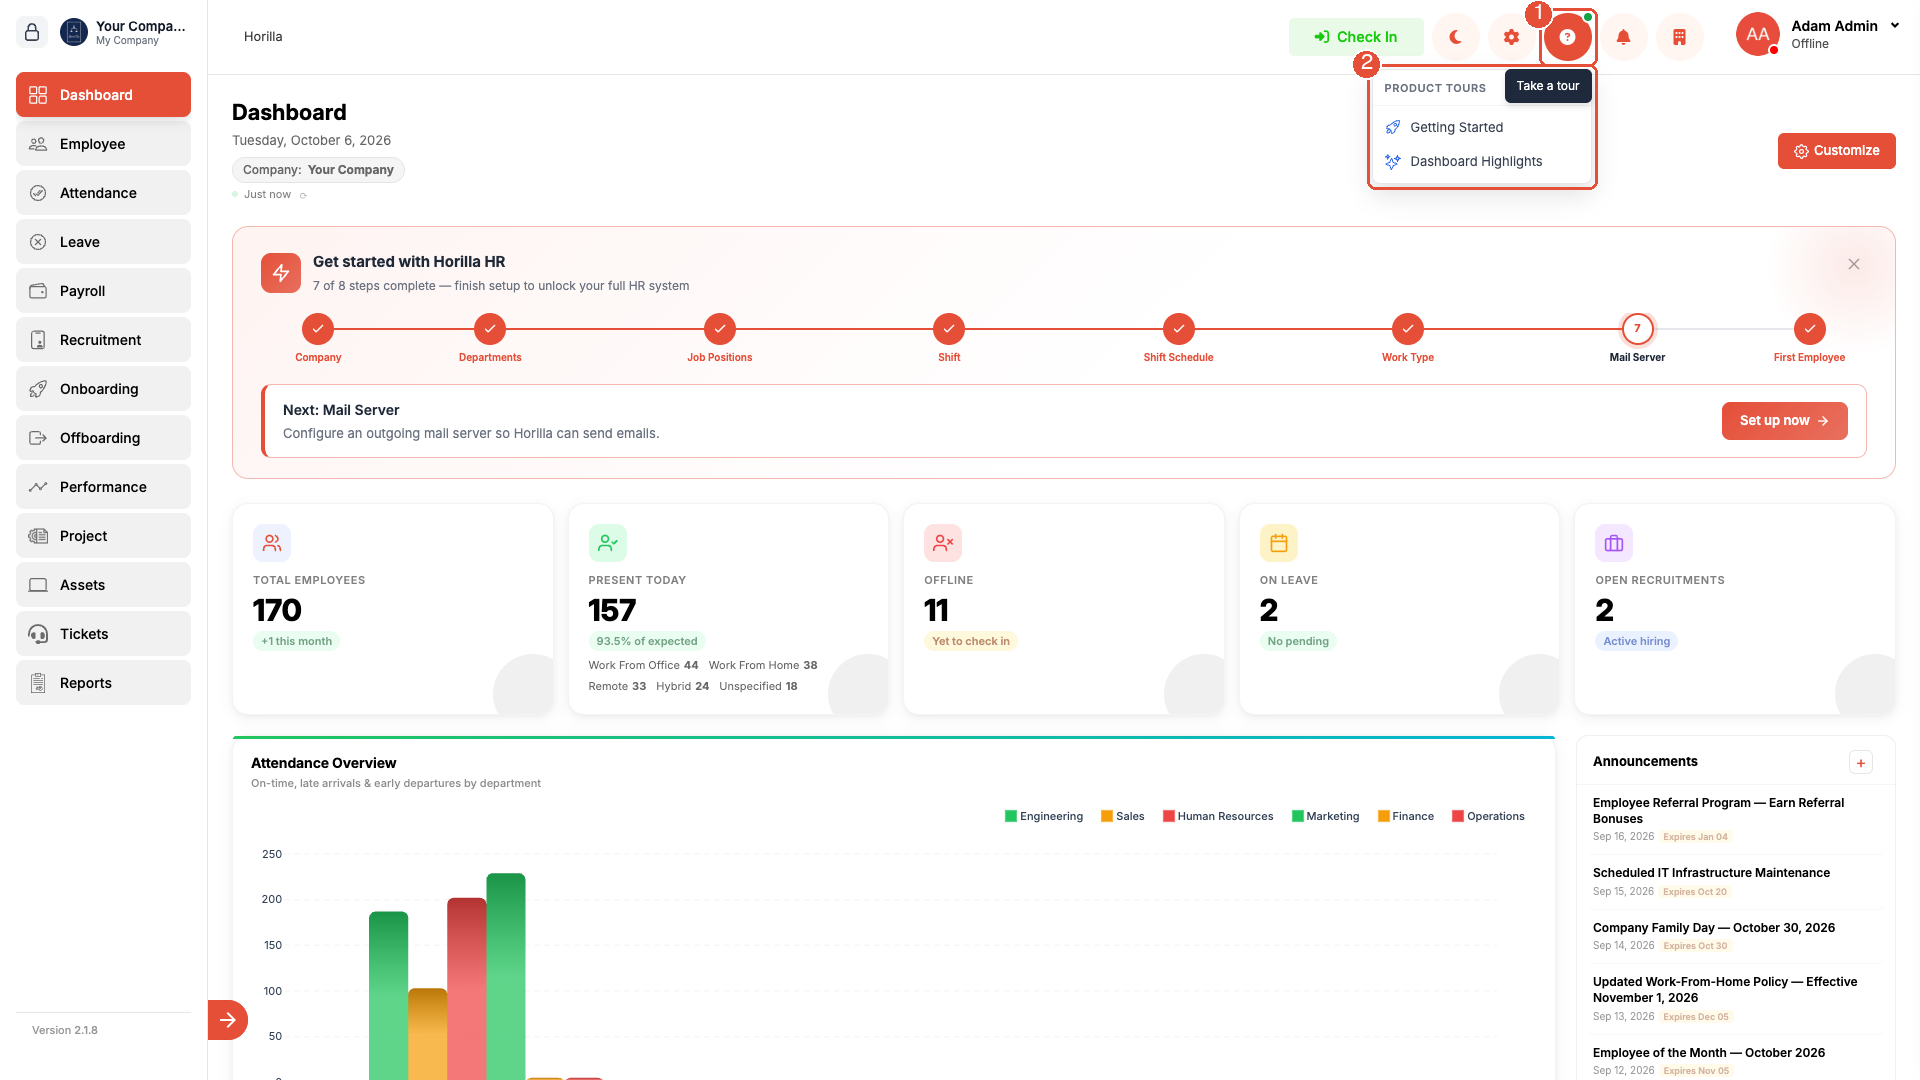 Your Compa...
My Company
Dashboard
Employee
Attendance
Leave
Payroll
Recruitment
Onboarding
Offboarding
Performance
Project
Assets
Tickets
Reports
Version 2.1.8
Horilla
Check In
1
2
AA
Adam Admin
Offline
PRODUCT TOURS
Take a tour
Getting Started
Dashboard Highlights
Dashboard
Tuesday, October 6, 2026
Company: Your Company
Just now
Customize
Get started with Horilla HR
7 of 8 steps complete — finish setup to unlock your full HR system
7
Company
Departments
Job Positions
Shift
Shift Schedule
Work Type
Mail Server
First Employee
Next: Mail Server
Configure an outgoing mail server so Horilla can send emails.
Set up now
TOTAL EMPLOYEES
170
+1 this month
PRESENT TODAY
157
93.5% of expected
Work From Office 44 Work From Home 38
Remote 33 Hybrid 24 Unspecified 18
OFFLINE
11
Yet to check in
ON LEAVE
2
No pending
OPEN RECRUITMENTS
2
Active hiring
Attendance Overview
On-time, late arrivals & early departures by department
Engineering Sales Human Resources Marketing Finance Operations
250
200
150
100
50
Announcements
Employee Referral Program — Earn Referral
Bonuses
Sep 16, 2026 Expires Jan 04
Scheduled IT Infrastructure Maintenance
Sep 15, 2026 Expires Oct 20
Company Family Day — October 30, 2026
Sep 14, 2026 Expires Oct 30
Updated Work-From-Home Policy — Effective
November 1, 2026
Sep 13, 2026 Expires Dec 05
Employee of the Month — October 2026
Sep 12, 2026 Expires Nov 05